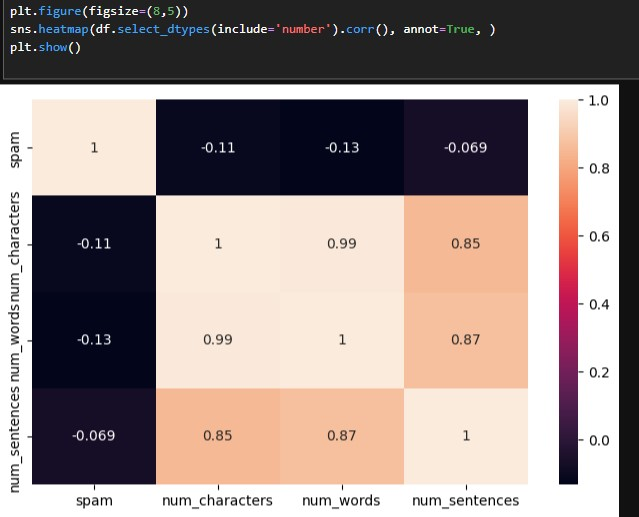 plt.figure(figsize=(8,5))
sns.heatmap(df.select_dtypes(include='number').corr(), annot=True, )
plt.show()
spam 1 -0.11 -0.13 -0.069
num_characters -0.11 1 0.99 0.85
num_words -0.13 0.99 1 0.87
num_sentences -0.069 0.85 0.87 1
spam num_characters num_words num_sentences
1.0
0.8
0.6
0.4
0.2
0.0